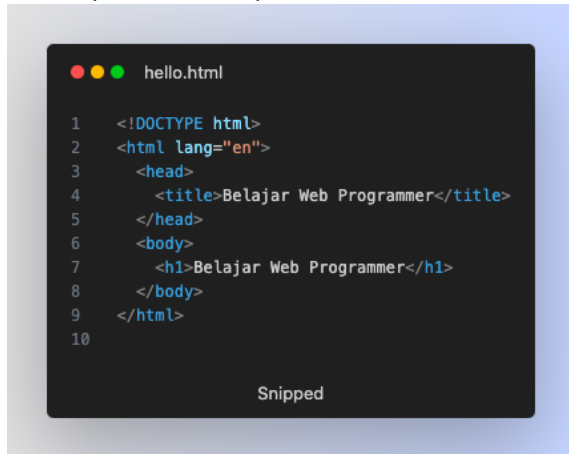 hello.html
1 <!DOCTYPE html>
2 <html lang="en">
3 <head>
4 <title>Belajar Web Programmer</title>
5 </head>
6 <body>
7 <h1>Belajar Web Programmer</h1>
8 </body>
9 </html>
10
Snipped